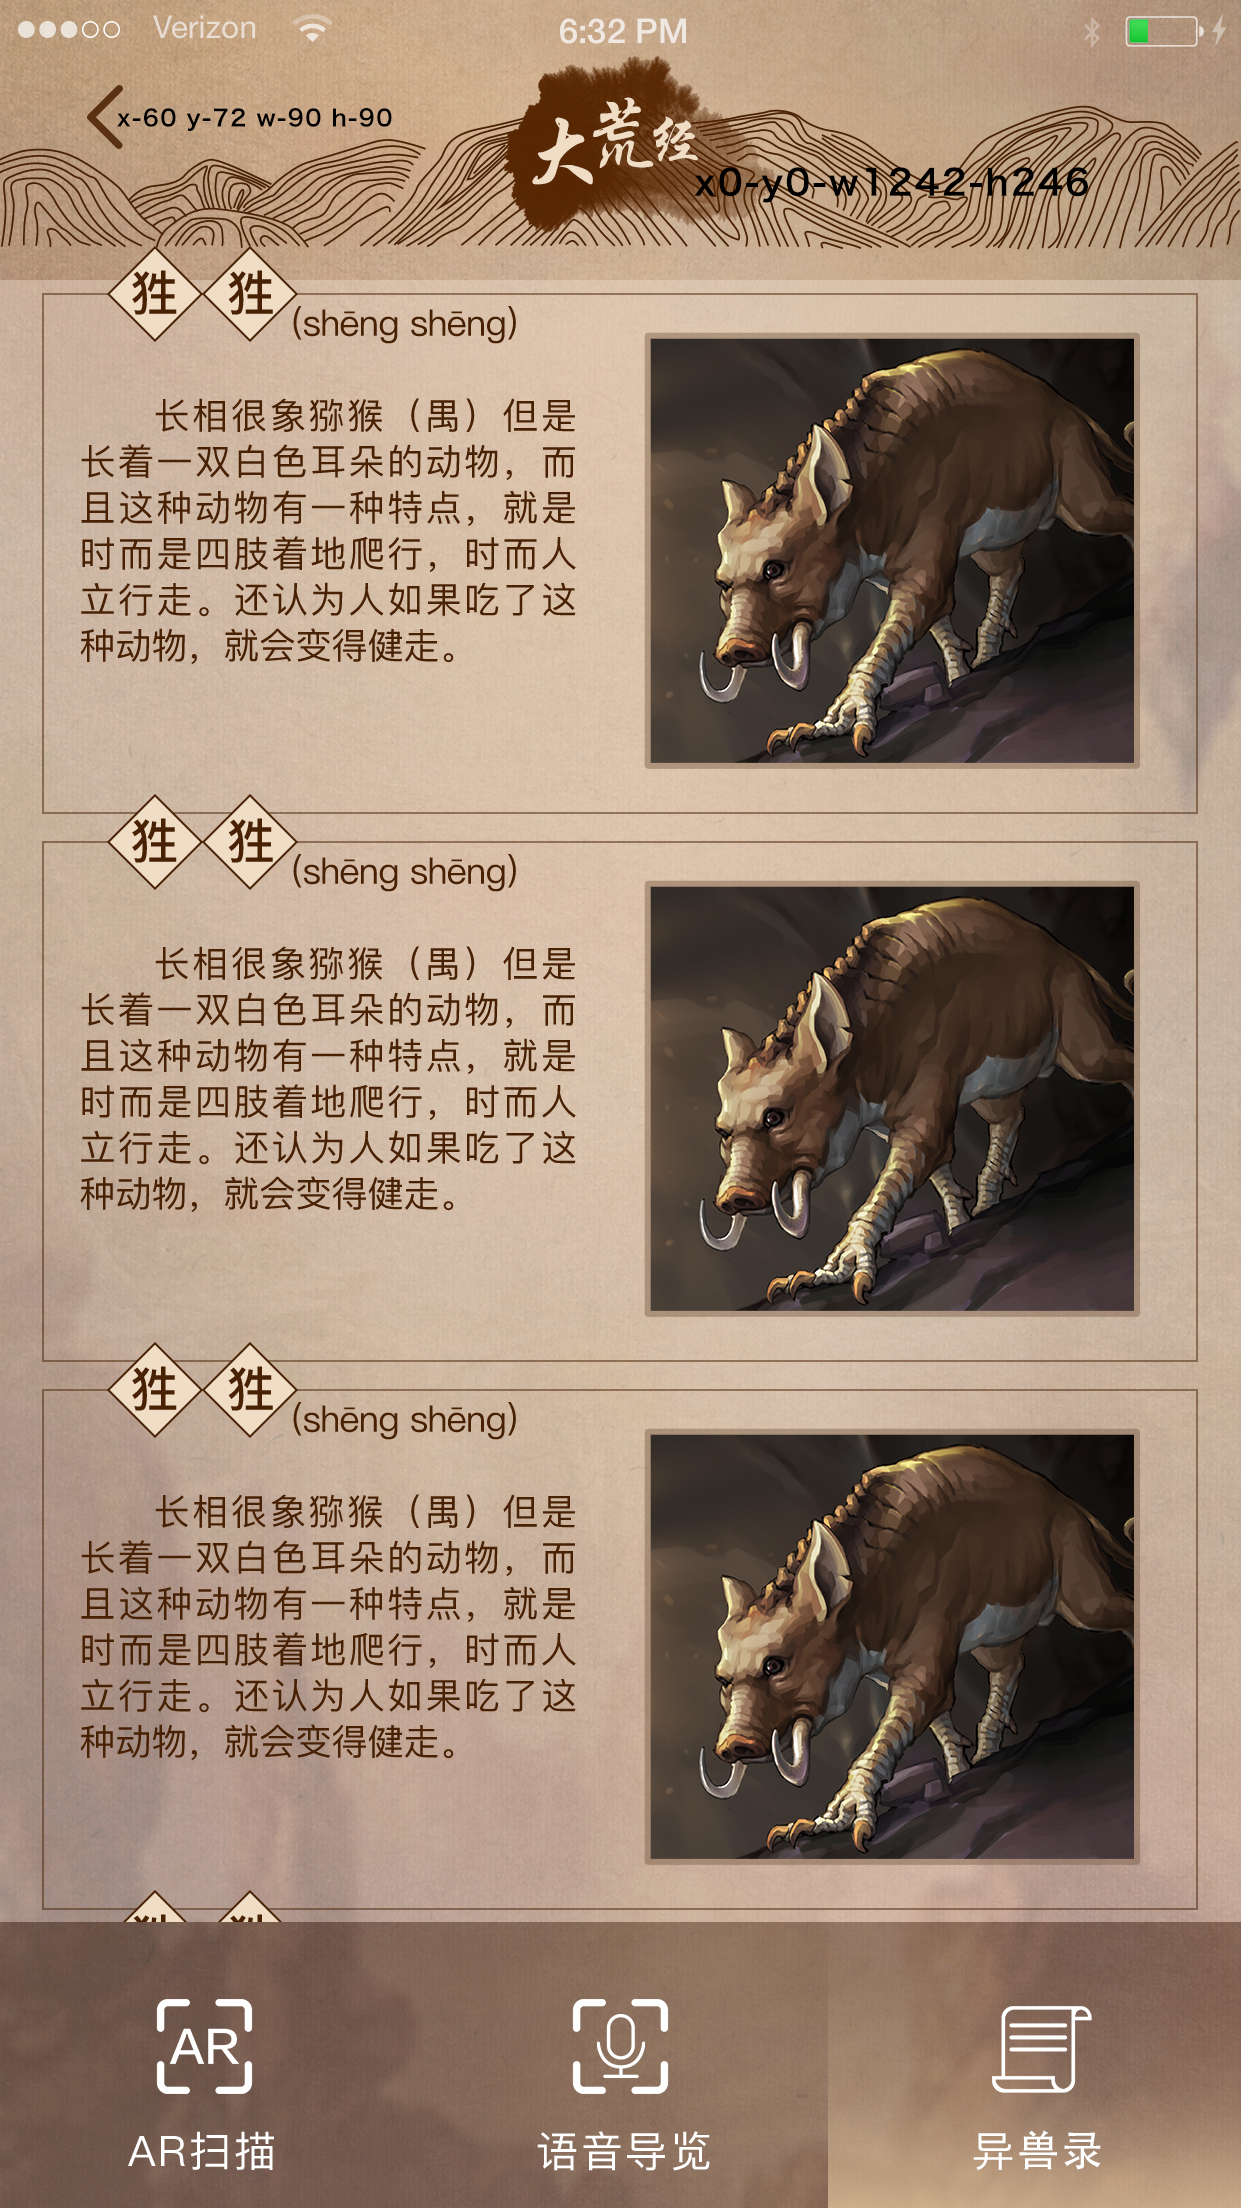 Verizon 6:32 PM
x-60 y-72 w-90 h-90
大荒经
x0-y0-w1242-h246
狌狌
(shēng shēng)
长相很象猕猴（禺）但是
长着一双白色耳朵的动物，而
且这种动物有一种特点，就是
时而是四肢着地爬行，时而人
立行走。还认为人如果吃了这
种动物，就会变得健走。
狌狌
(shēng shēng)
长相很象猕猴（禺）但是
长着一双白色耳朵的动物，而
且这种动物有一种特点，就是
时而是四肢着地爬行，时而人
立行走。还认为人如果吃了这
种动物，就会变得健走。
狌狌
(shēng shēng)
长相很象猕猴（禺）但是
长着一双白色耳朵的动物，而
且这种动物有一种特点，就是
时而是四肢着地爬行，时而人
立行走。还认为人如果吃了这
种动物，就会变得健走。
AR
AR扫描
语音导览
异兽录